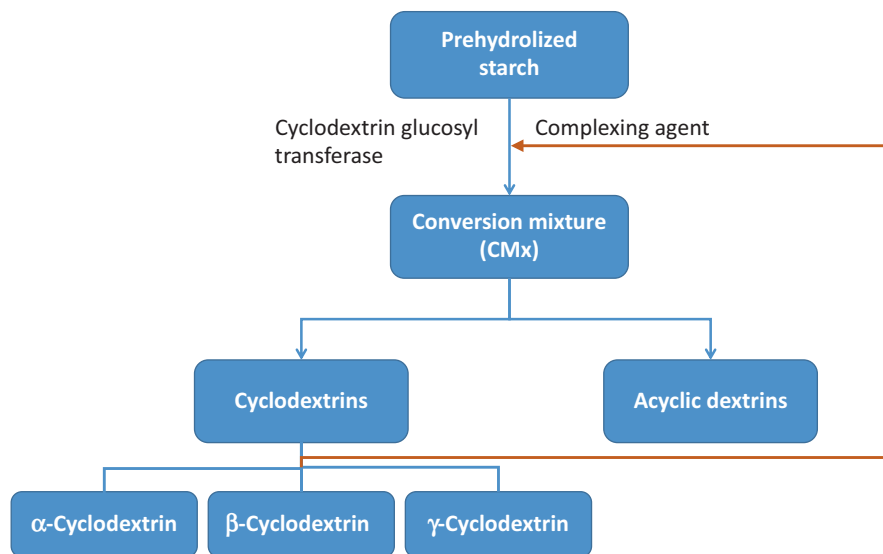 Prehydrolized
starch
Cyclodextrin glucosyl
transferase
Complexing agent
Conversion mixture
(CMx)
Cyclodextrins
Acyclic dextrins
α-Cyclodextrin
β-Cyclodextrin
γ-Cyclodextrin